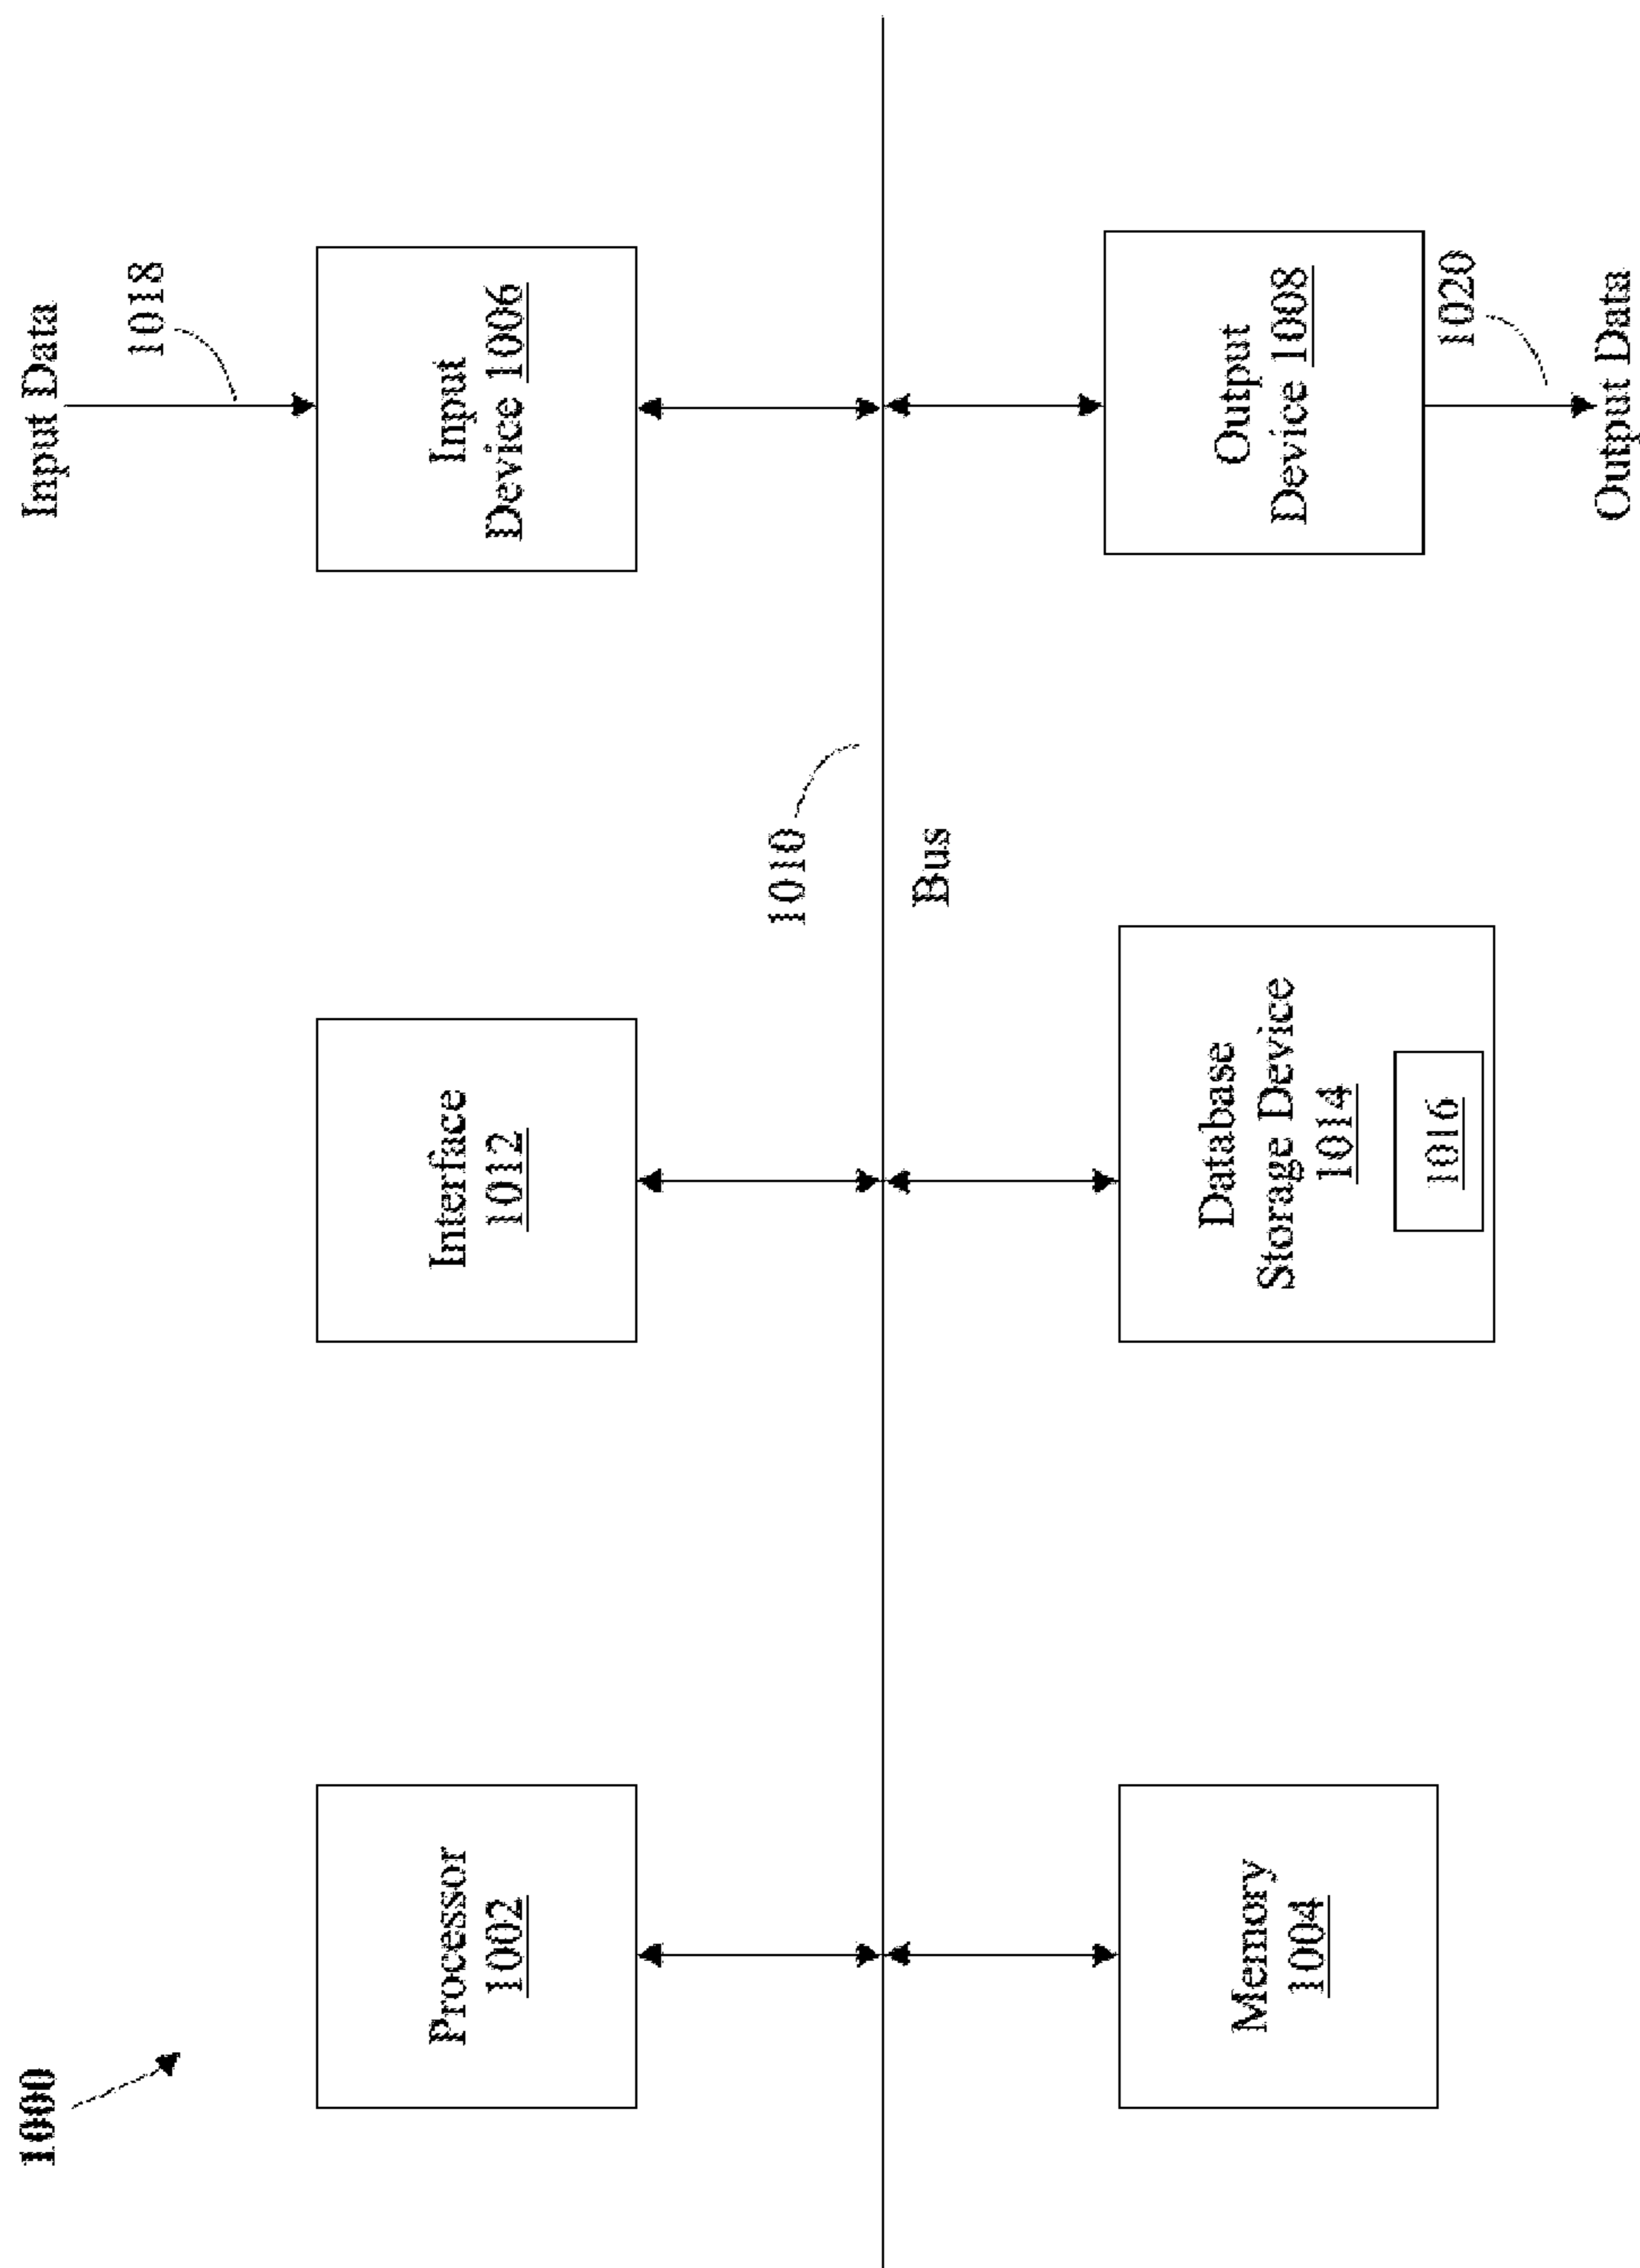 1000
Processor
1002
Interface
1012
Input Data
1018
Input
Device 1006
1010
Bus
Memory
1004
Database
Storage Device
1014
1016
Output
Device 1008
1020
Output Data